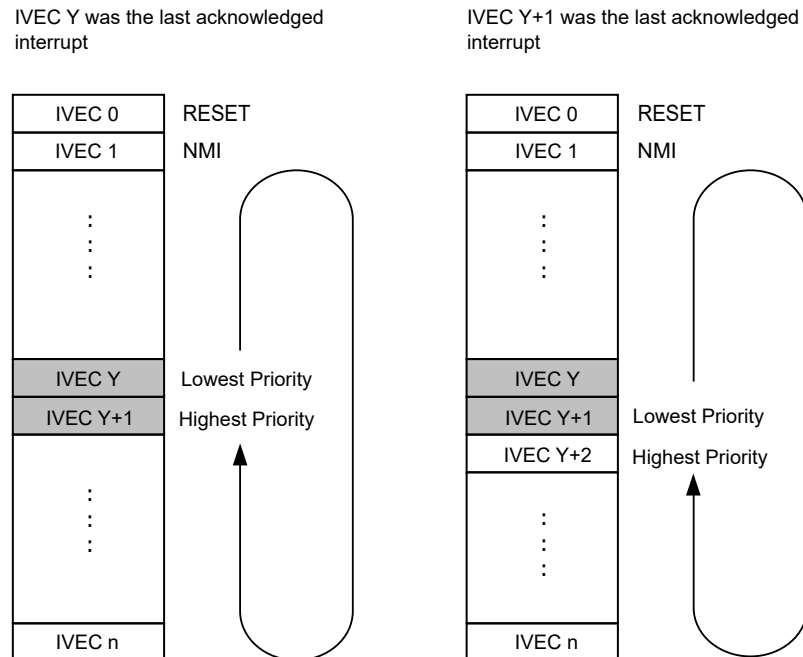 IVEC Y was the last acknowledged
interrupt
IVEC 0 RESET
IVEC 1 NMI
:
:
:
IVEC Y Lowest Priority
IVEC Y+1 Highest Priority
:
:
:
IVEC n
IVEC Y+1 was the last acknowledged
interrupt
IVEC 0 RESET
IVEC 1 NMI
:
:
:
IVEC Y
IVEC Y+1 Lowest Priority
IVEC Y+2 Highest Priority
:
:
:
IVEC n